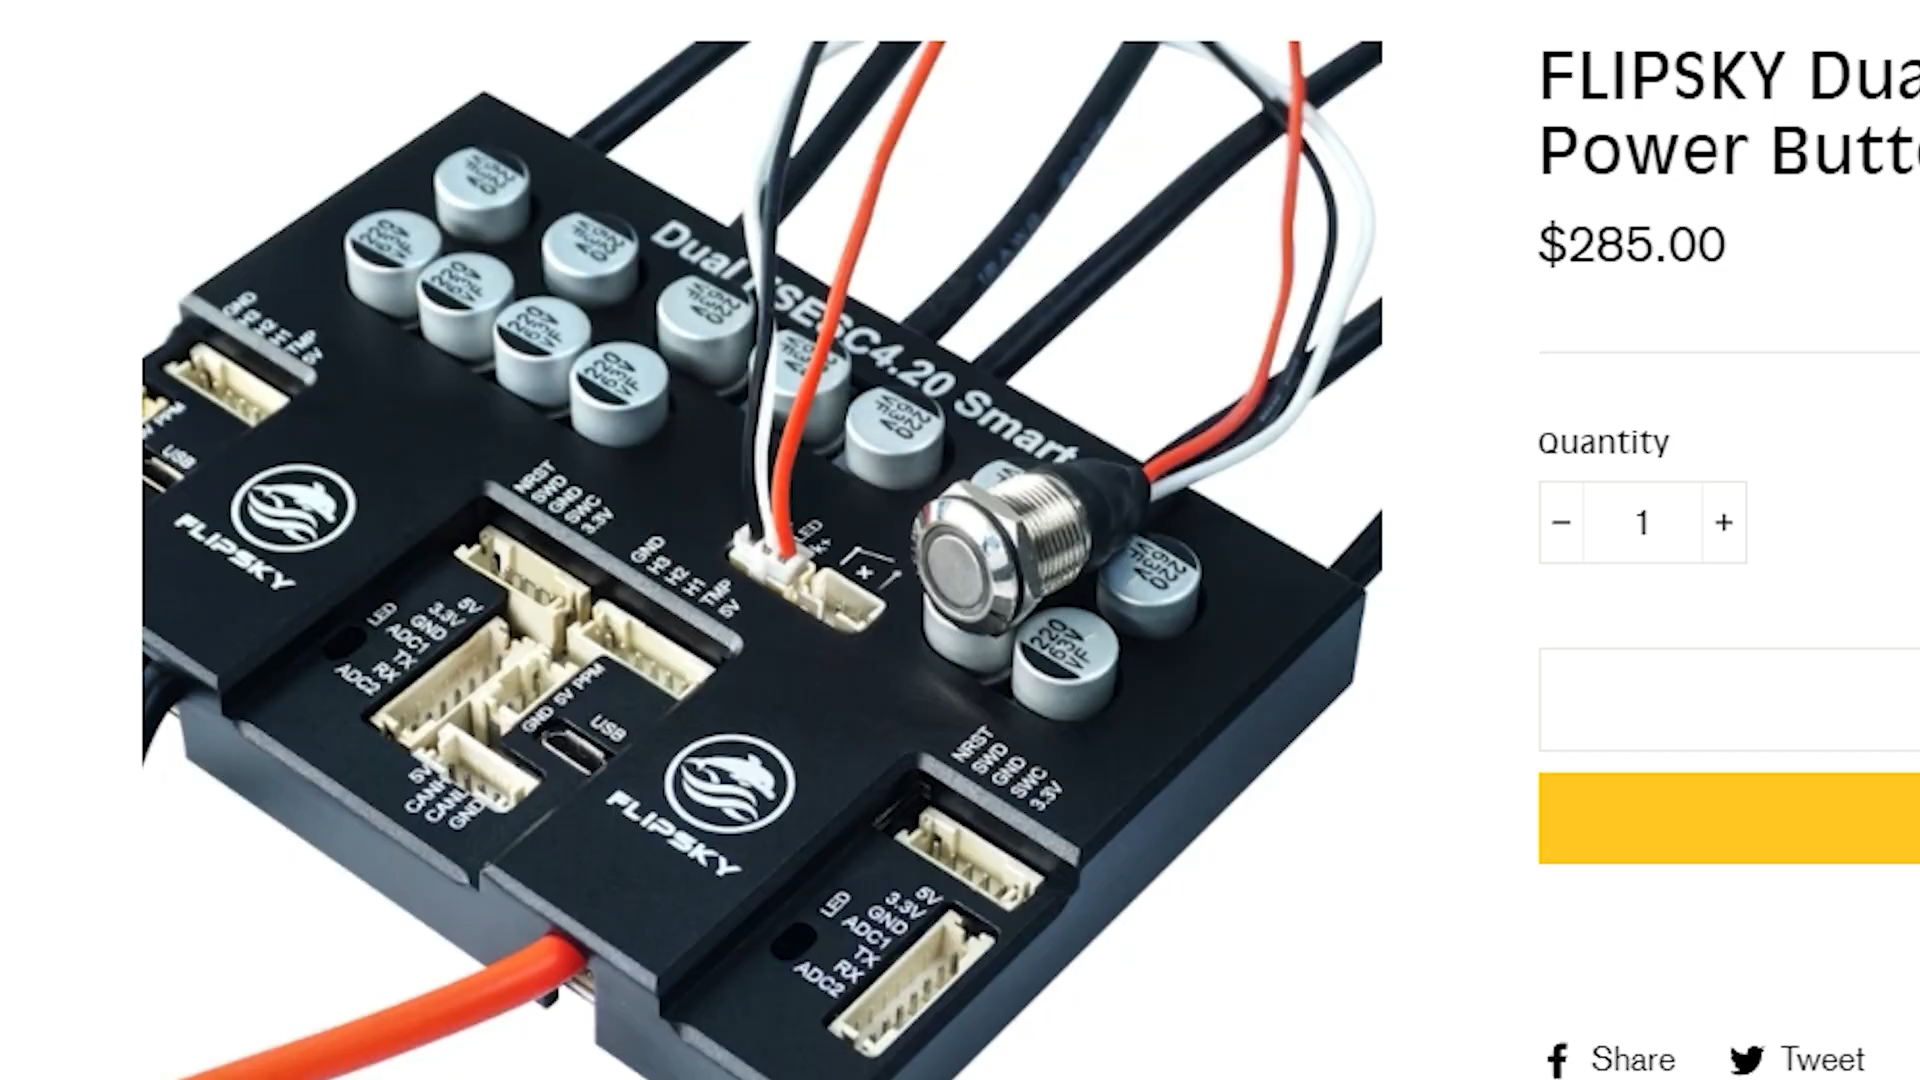 FLIPSKY Dua
Power Butt
$285.00
Quantity
− 1 +
Share
Tweet
Dual FSESC4.20 Smart
NRST
SWD
GND
SWC
3.3V
GND
H3
H2
H1
TMP
5V
LED
5V
3.3V
GND
ADC1
TX
RX
ADC2
GND 5V PPM
USB
5V
CANH
CANL
GND
FLIPSKY
FLIPSKY
PPM
USB
LED
220
63V
VF
NRST
SWD
GND
SWC
3.3V
LED
5V
3.3V
GND
ADC1
TX
RX
ADC2